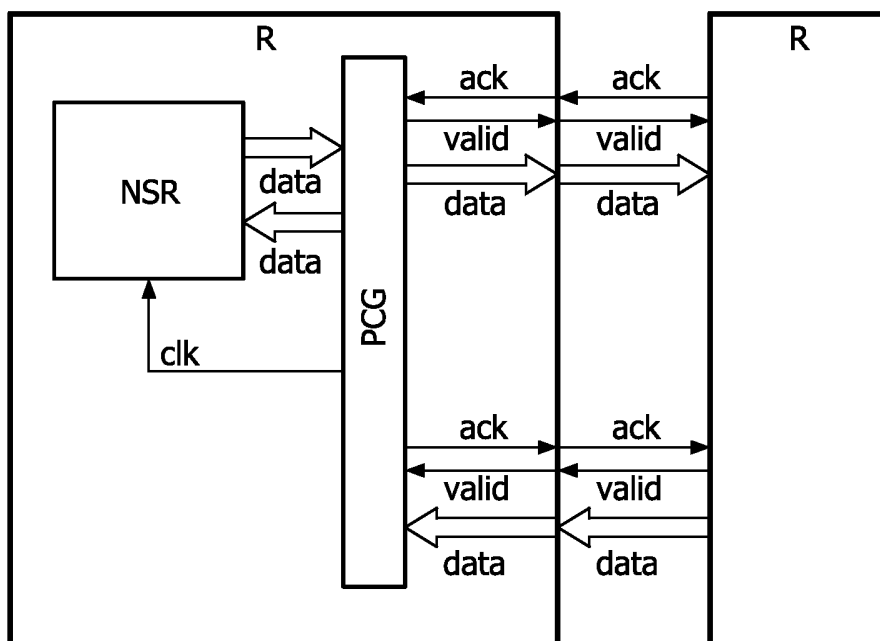 R
R
ack
ack
valid
valid
data
NSR
data
data
data
PCG
clk
ack
ack
valid
valid
data
data